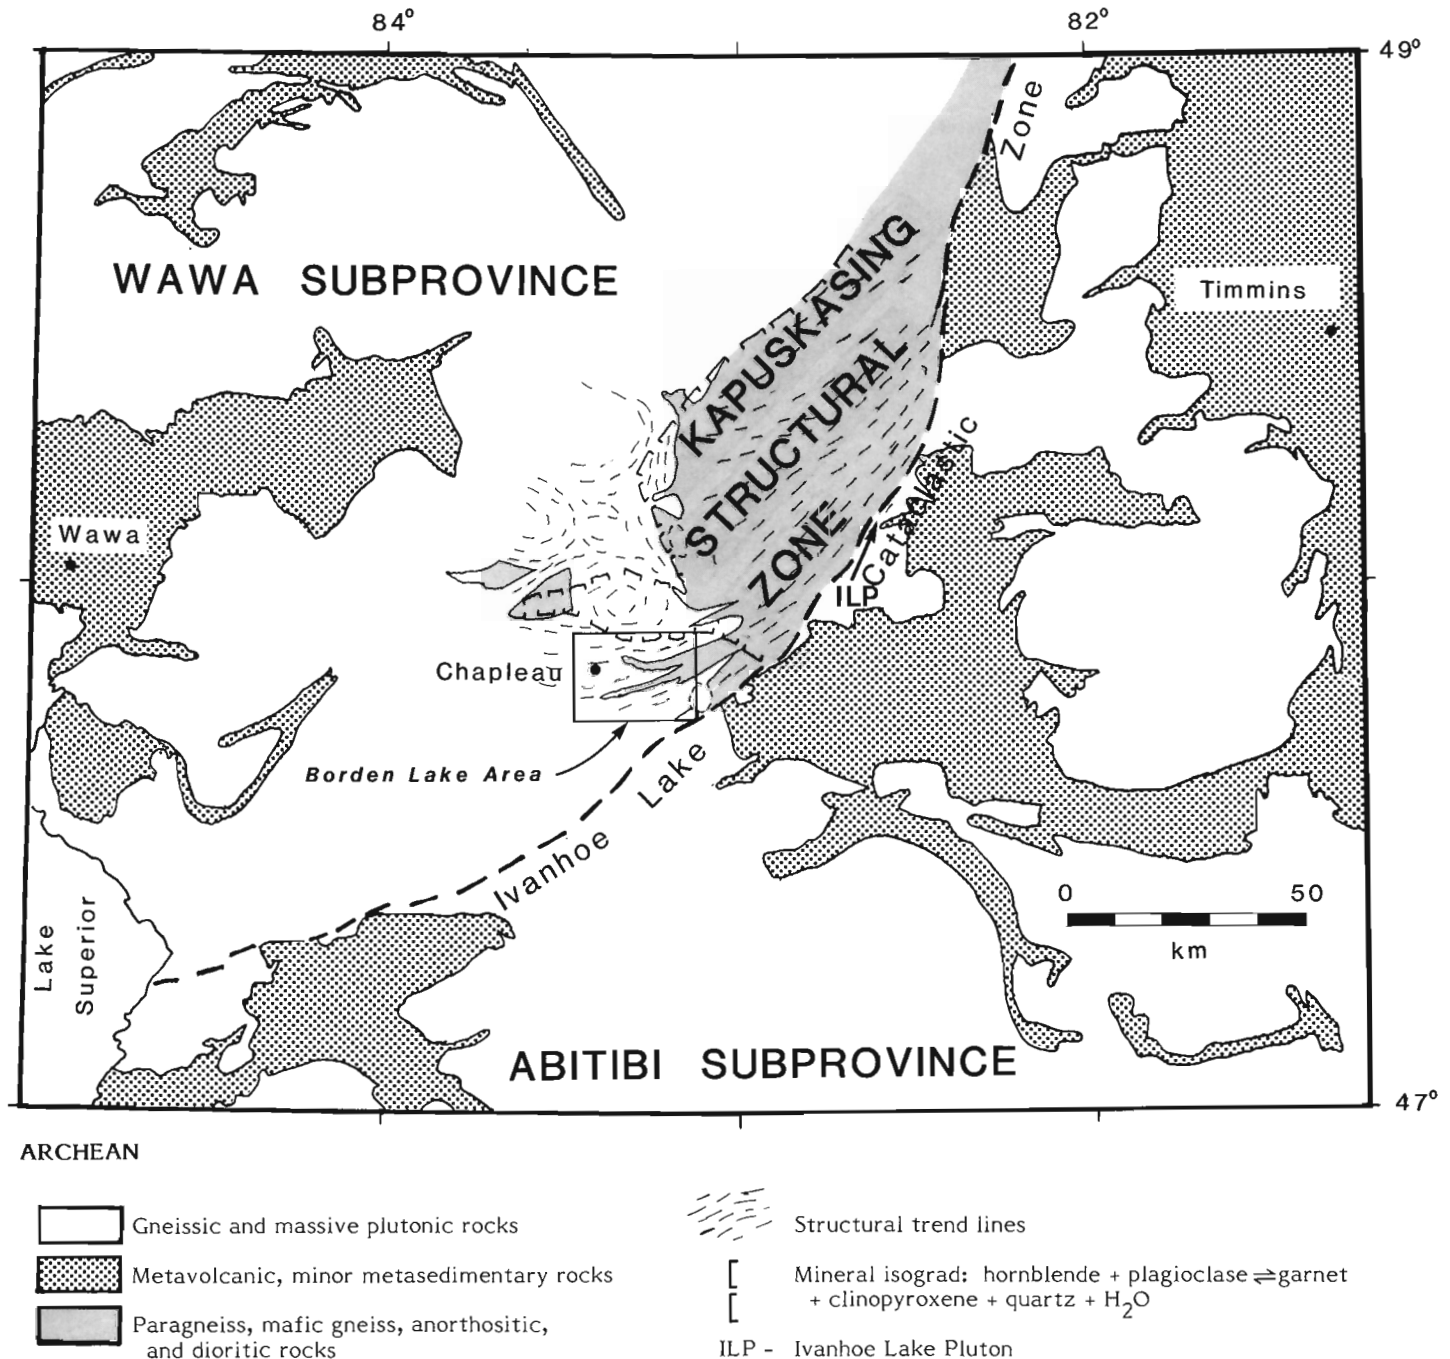 84° 82°
49°
Zone
WAWA SUBPROVINCE
KAPUSKASING
STRUCTURAL
ZONE
Timmins
Wawa
Cataclastic
ILP
Chapleau
Borden Lake Area
Lake
Ivanhoe
Lake
Superior
0 50
km
ABITIBI SUBPROVINCE
47°
ARCHEAN
Gneissic and massive plutonic rocks
Metavolcanic, minor metasedimentary rocks
Paragneiss, mafic gneiss, anorthositic,
and dioritic rocks
Structural trend lines
Mineral isograd: hornblende + plagioclase ⇌ garnet
+ clinopyroxene + quartz + H₂O
ILP - Ivanhoe Lake Pluton